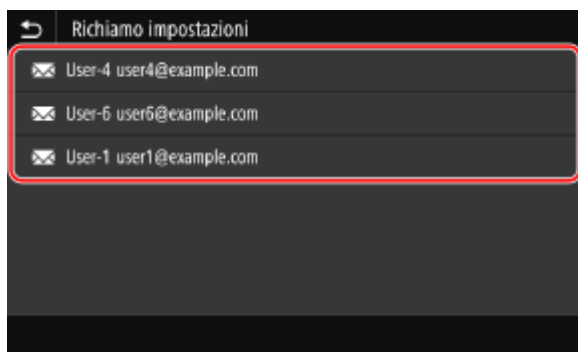 Richiamo impostazioni
User-4 user4@example.com
User-6 user6@example.com
User-1 user1@example.com